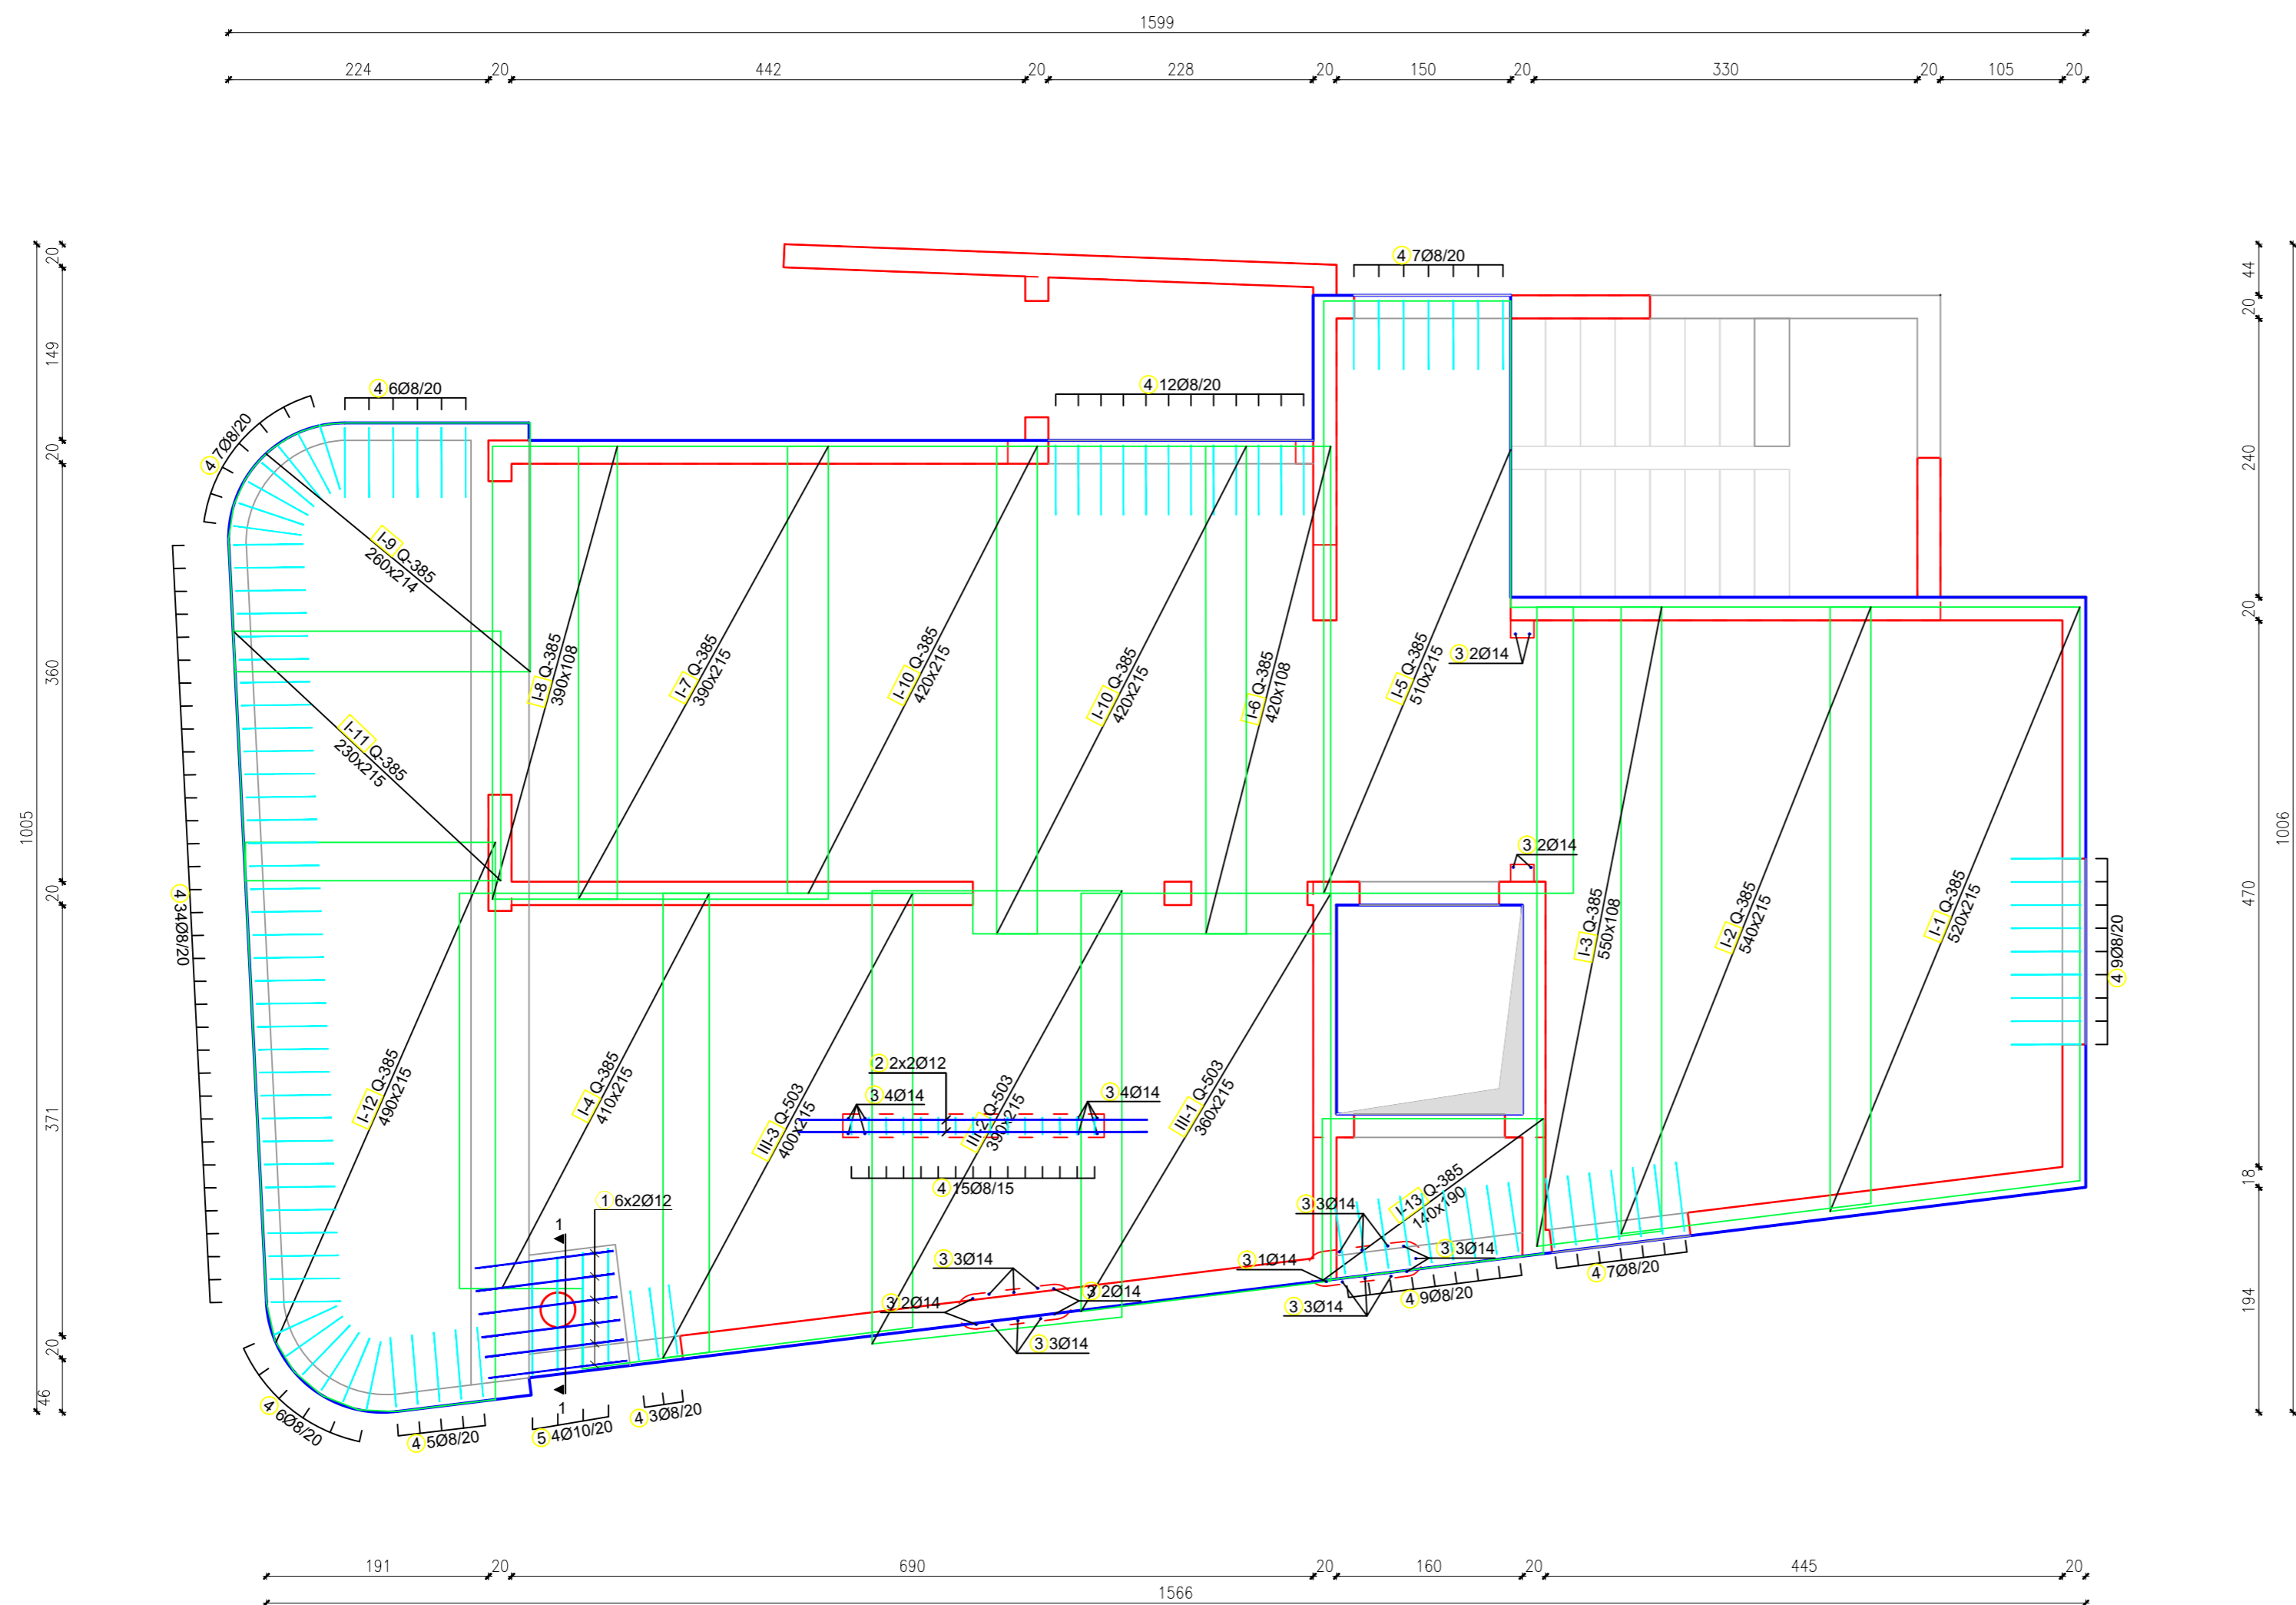 1599
224
20
442
20
228
20
150
20
330
20
105
20
20
149
20
360
20
371
20
46
1005
44
20
240
20
470
18
194
1006
4 7Ø8/20
4 6Ø8/20
4 12Ø8/20
4 7Ø8/20
I-9 Q-385
260x214
I-8 Q-385
390x108
I-7 Q-385
390x215
I-10 Q-385
420x215
I-10 Q-385
420x215
I-6 Q-385
420x108
I-5 Q-385
510x215
3 2Ø14
I-11 Q-385
230x215
3 2Ø14
4 34Ø8/20
I-3 Q-385
550x108
I-2 Q-385
540x215
I-1 Q-385
520x215
4 9Ø8/20
I-12 Q-385
490x215
I-4 Q-385
410x215
III-3 Q-503
400x215
2 2x2Ø12
3 4Ø14
3 4Ø14
III-2 Q-503
390x215
III-1 Q-503
360x215
4 15Ø8/15
I-13 Q-385
140x190
1 6x2Ø12
1
3 3Ø14
3 3Ø14
3 3Ø14
3 1Ø14
3 2Ø14
3 2Ø14
3 3Ø14
3 3Ø14
4 9Ø8/20
4 7Ø8/20
1
4 6Ø8/20
4 5Ø8/20
5 4Ø10/20
4 3Ø8/20
191
20
690
20
160
20
445
20
1566